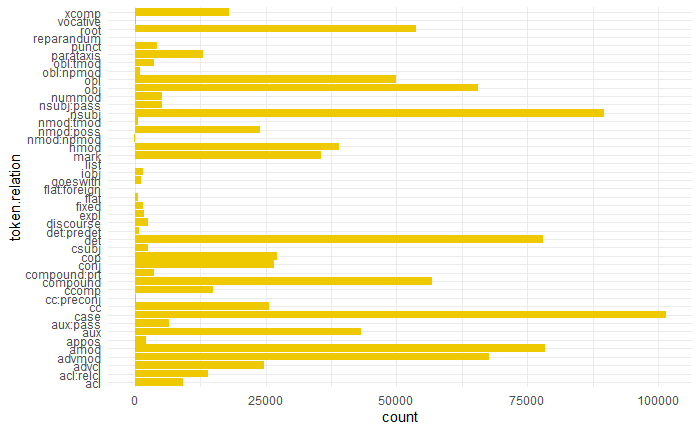 xcomp
vocative
root
reparandum
punct
parataxis
obl:tmod
obl:npmod
obl
obj
nummod
nsubj:pass
nsubj
nmod:tmod
nmod:poss
nmod:npmod
nmod
mark
list
iobj
goeswith
flat:foreign
flat
fixed
expl
discourse
det:predet
det
csubj
cop
conj
compound:prt
compound
ccomp
cc:preconj
cc
case
aux:pass
aux
appos
amod
advmod
advcl
acl:relcl
acl
token.relation
0 25000 50000 75000 100000
count